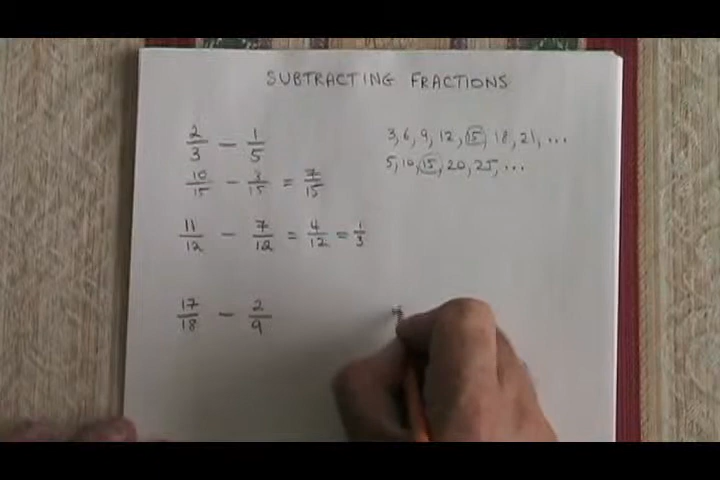 SUBTRACTING FRACTIONS
2/3 - 1/5
3, 6, 9, 12, 15, 18, 21, ...
10/15 - 3/15 = 7/15
5, 10, 15, 20, 25, ...
11/12 - 7/12 = 4/12 = 1/3
17/18 - 2/9